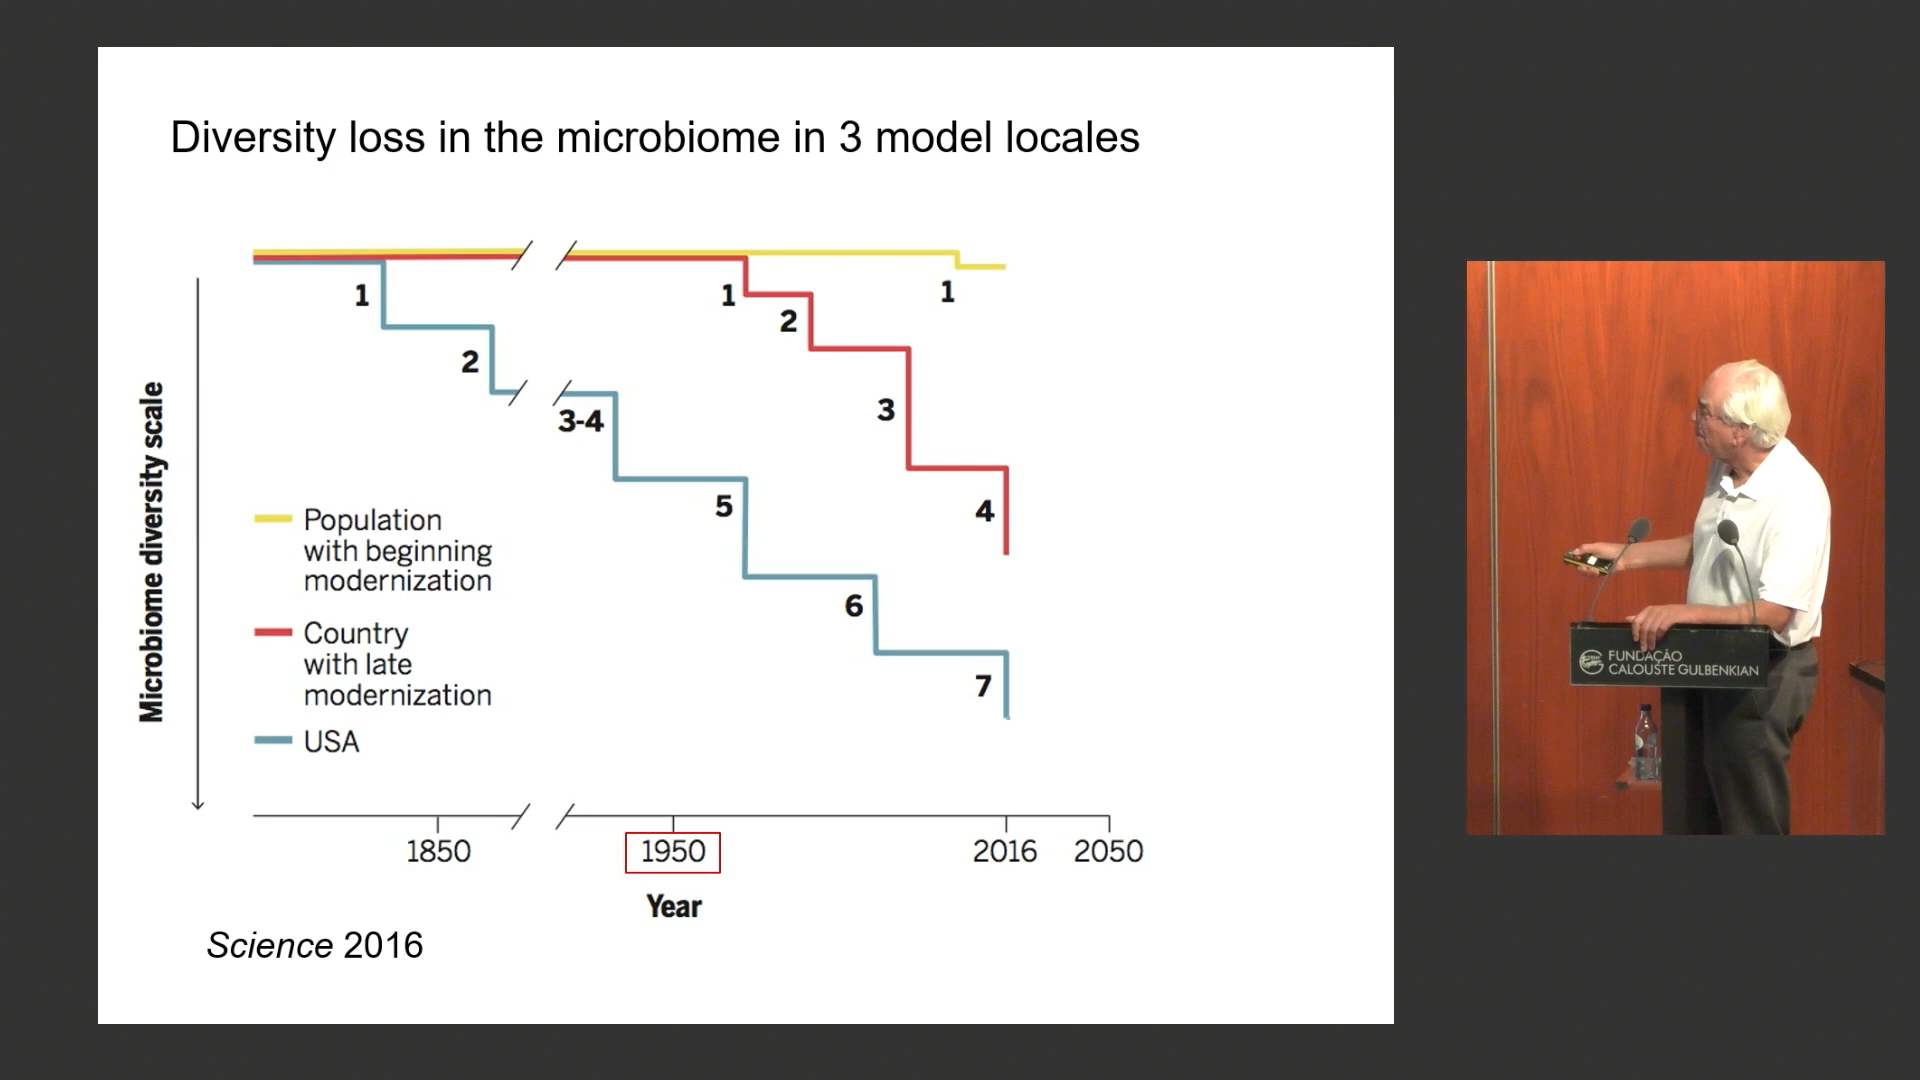 Diversity loss in the microbiome in 3 model locales
Microbiome diversity scale
1
2
3-4
5
6
7
1
2
3
4
1
Population
with beginning
modernization
Country
with late
modernization
USA
1850
1950
2016
2050
Year
Science 2016
FUNDAÇÃO
CALOUSTE GULBENKIAN